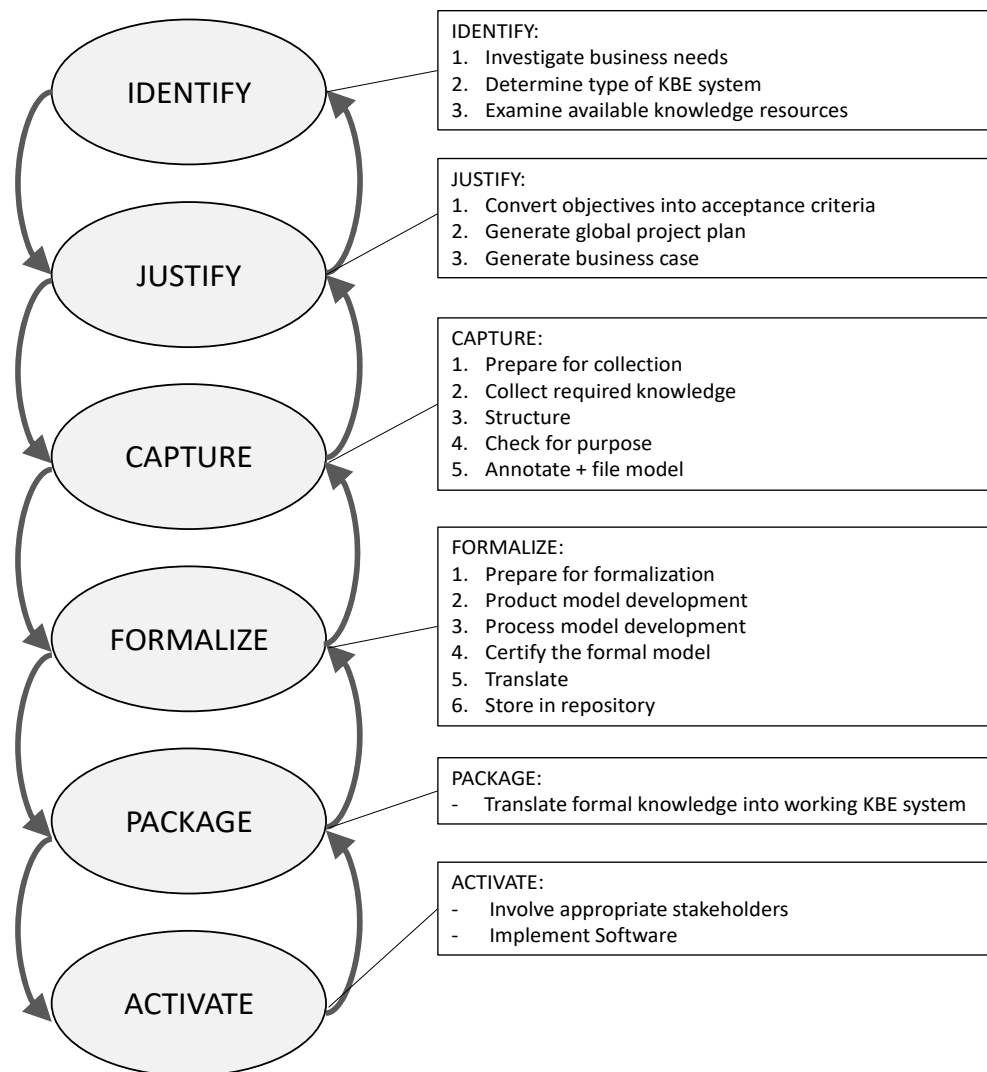 IDENTIFY
JUSTIFY
CAPTURE
FORMALIZE
PACKAGE
ACTIVATE
IDENTIFY:
1. Investigate business needs
2. Determine type of KBE system
3. Examine available knowledge resources
JUSTIFY:
1. Convert objectives into acceptance criteria
2. Generate global project plan
3. Generate business case
CAPTURE:
1. Prepare for collection
2. Collect required knowledge
3. Structure
4. Check for purpose
5. Annotate + file model
FORMALIZE:
1. Prepare for formalization
2. Product model development
3. Process model development
4. Certify the formal model
5. Translate
6. Store in repository
PACKAGE:
- Translate formal knowledge into working KBE system
ACTIVATE:
- Involve appropriate stakeholders
- Implement Software